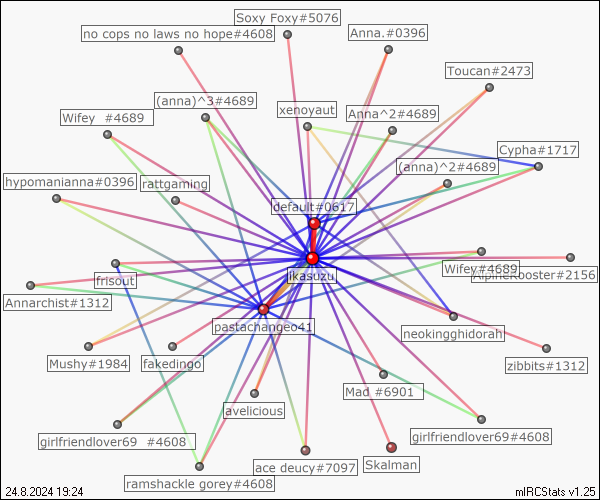 Soxy Foxy#5076
no cops no laws no hope#4608
Anna.#0396
Toucan#2473
(anna)^3#4689
xenoyaut
Anna^2#4689
Wifey  #4689
Cypha#1717
(anna)^2#4689
hypomanianna#0396
rattgaming
default#0617
ikasuzu
Wifey#4689
AlpineRooster#2156
frisout
Annarchist#1312
pastachangeo41
neokingghidorah
Mushy#1984
fakedingo
zibbits#1312
Mad #6901
avelicious
girlfriendlover69  #4608
girlfriendlover69#4608
ace deucy#7097
Skalman
ramshackle gorey#4608
24.8.2024 19:24
mIRCStats v1.25